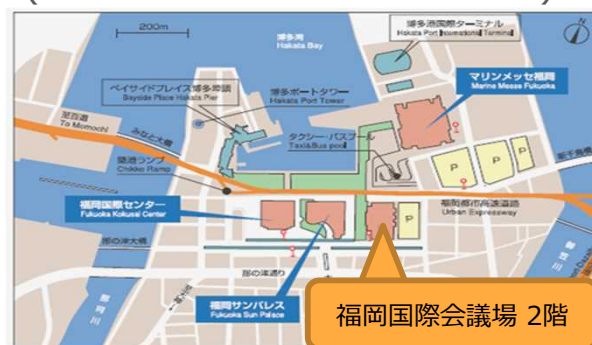 200m
博多湾
Hakata Bay
博多港国際ターミナル
Hakata Port International Terminal
N
ベイサイドプレイス博多埠頭
Bayside Place Hakata Pier
博多ポートタワー
Hakata Port Tower
マリンメッセ福岡
Marine Messe Fukuoka
至百道
To Momochi
みなと大橋
タクシー・バスプール
Taxi&Bus pool
築港ランプ
Chikko Ramp
P
P
P
福岡国際センター
Fukuoka Kokusai Center
福岡都市高速道路
Urban Expressway
P
那の津大橋
那の津通り
福岡サンパレス
Fukuoka Sun Palace
那珂川
福岡国際会議場 2階